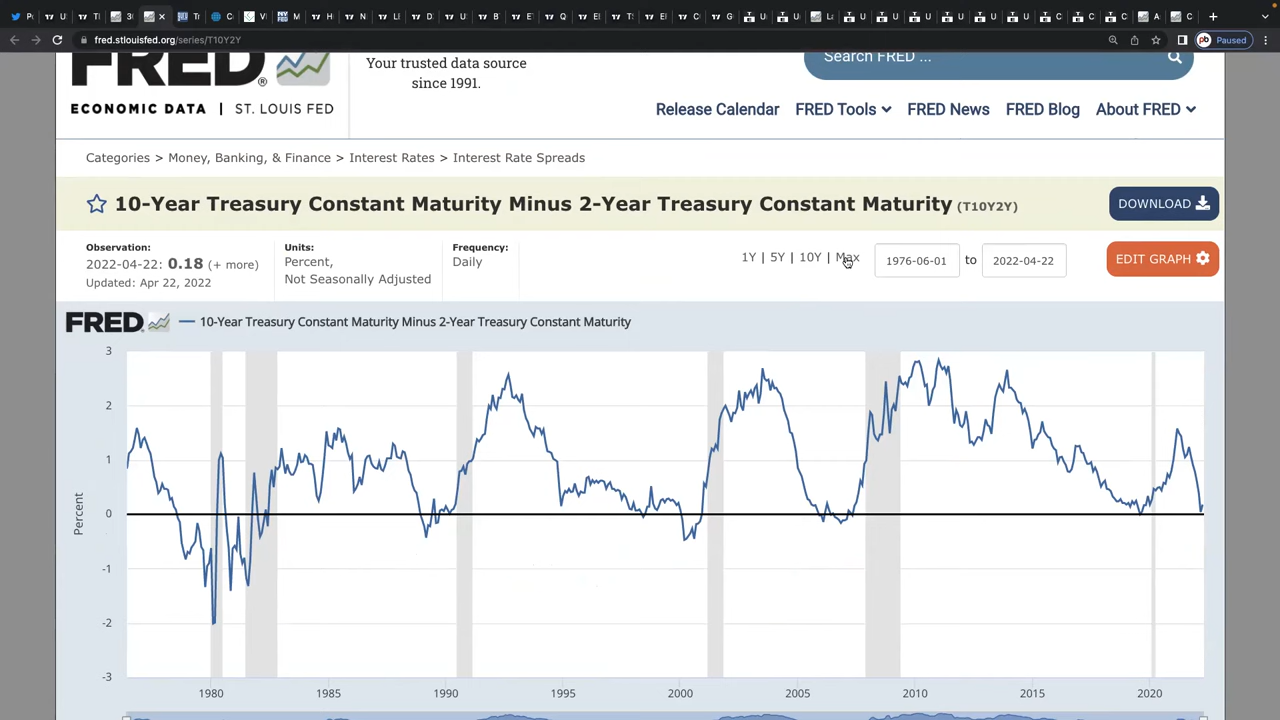 fred.stlouisfed.org/series/T10Y2Y
pb Paused
FRED®
ECONOMIC DATA | ST. LOUIS FED
Your trusted data source
since 1991.
Search FRED ...
Release Calendar FRED Tools FRED News FRED Blog About FRED
Categories > Money, Banking, & Finance > Interest Rates > Interest Rate Spreads
10-Year Treasury Constant Maturity Minus 2-Year Treasury Constant Maturity (T10Y2Y)
DOWNLOAD
Observation:
2022-04-22: 0.18 (+ more)
Updated: Apr 22, 2022
Units:
Percent,
Not Seasonally Adjusted
Frequency:
Daily
1Y | 5Y | 10Y | Max
1976-06-01 to 2022-04-22
EDIT GRAPH
FRED
10-Year Treasury Constant Maturity Minus 2-Year Treasury Constant Maturity
Percent
3
2
1
0
-1
-2
-3
1980 1985 1990 1995 2000 2005 2010 2015 2020